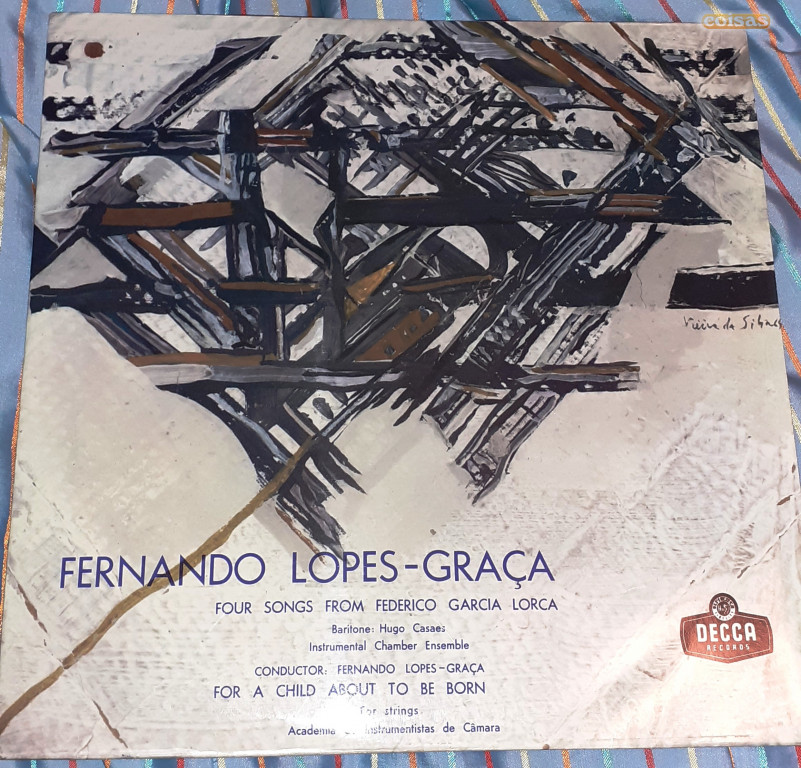 coisas
Vieira da Silva
FERNANDO LOPES-GRAÇA
FOUR SONGS FROM FEDERICO GARCIA LORCA
Baritone: Hugo Casaes
Instrumental Chamber Ensemble
CONDUCTOR: FERNANDO LOPES-GRAÇA
DECCA
RECORDS
FOR A CHILD ABOUT TO BE BORN
For strings
Academia Instrumentistas de Câmara